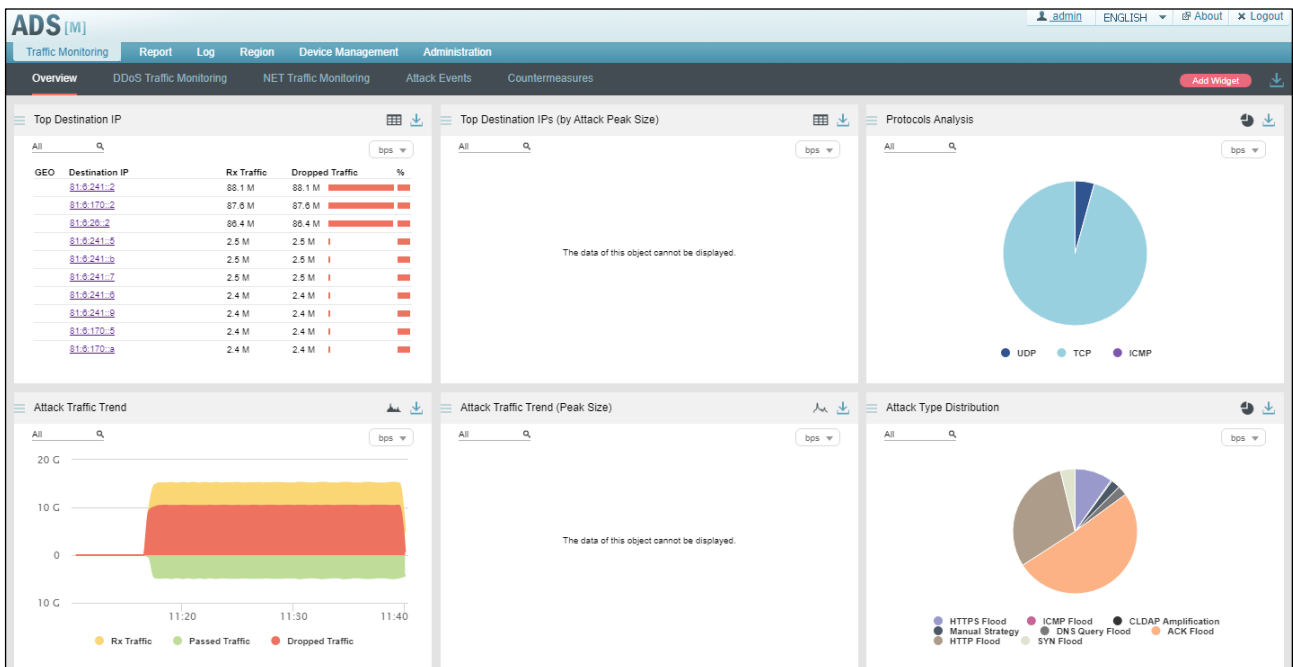 ADS [M]
admin ENGLISH About Logout
Traffic Monitoring Report Log Region Device Management Administration
Overview DDoS Traffic Monitoring NET Traffic Monitoring Attack Events Countermeasures Add Widget
Top Destination IP
All
bps
GEO Destination IP Rx Traffic Dropped Traffic %
81:6:241::2 88.1 M 88.1 M
81:6:170::2 87.6 M 87.6 M
81:6:26::2 86.4 M 86.4 M
81:6:241::5 2.5 M 2.5 M
81:6:241::b 2.5 M 2.5 M
81:6:241::7 2.5 M 2.5 M
81:6:241::6 2.4 M 2.4 M
81:6:241::9 2.4 M 2.4 M
81:6:170::5 2.4 M 2.4 M
81:6:170::a 2.4 M 2.4 M
Top Destination IPs (by Attack Peak Size)
All
bps
The data of this object cannot be displayed.
Protocols Analysis
All
bps
UDP TCP ICMP
Attack Traffic Trend
All
bps
20 G
10 G
0
10 G
11:20 11:30 11:40
Rx Traffic Passed Traffic Dropped Traffic
Attack Traffic Trend (Peak Size)
All
bps
The data of this object cannot be displayed.
Attack Type Distribution
All
bps
HTTPS Flood ICMP Flood CLDAP Amplification
Manual Strategy DNS Query Flood ACK Flood
HTTP Flood SYN Flood